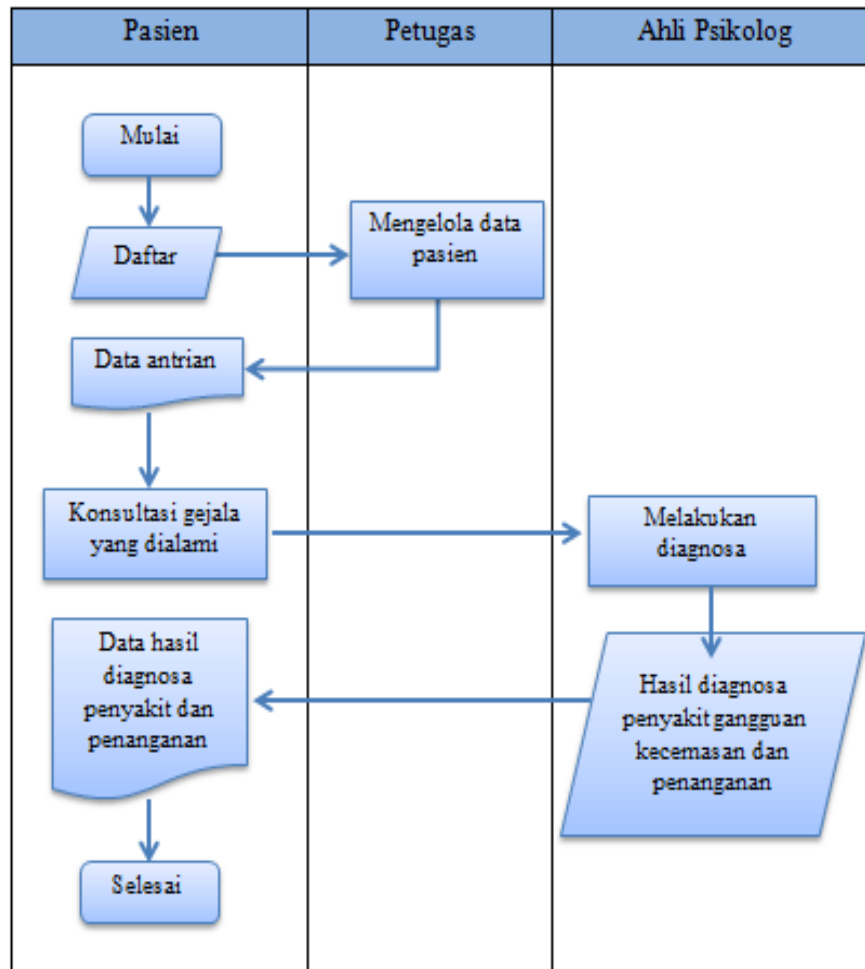 Pasien
Petugas
Ahli Psikolog
Mulai
Daftar
Mengelola data
pasien
Data antrian
Konsultasi gejala
yang dialami
Melakukan
diagnosa
Hasil diagnosa
penyakit gangguan
kecemasan dan
penanganan
Data hasil
diagnosa
penyakit dan
penanganan
Selesai